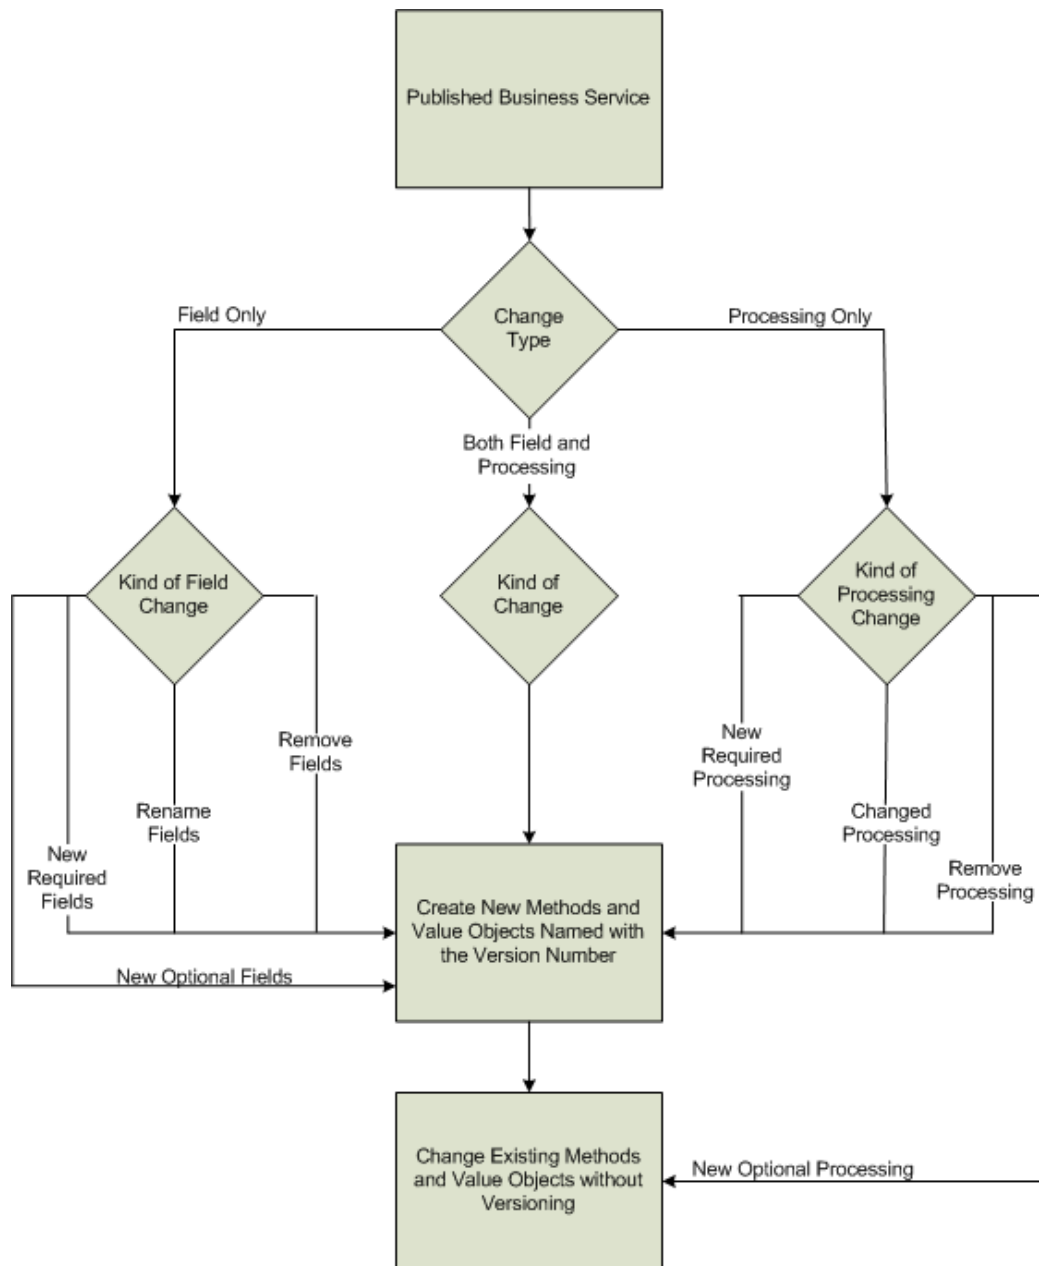 Published Business Service
Field Only
Change
Type
Processing Only
Both Field and
Processing
Kind of Field
Change
Kind of
Change
Kind of
Processing
Change
Remove
Fields
New
Required
Processing
Rename
Fields
Changed
Processing
New
Required
Fields
Remove
Processing
Create New Methods and
Value Objects Named with
the Version Number
New Optional Fields
Change Existing Methods
and Value Objects without
Versioning
New Optional Processing